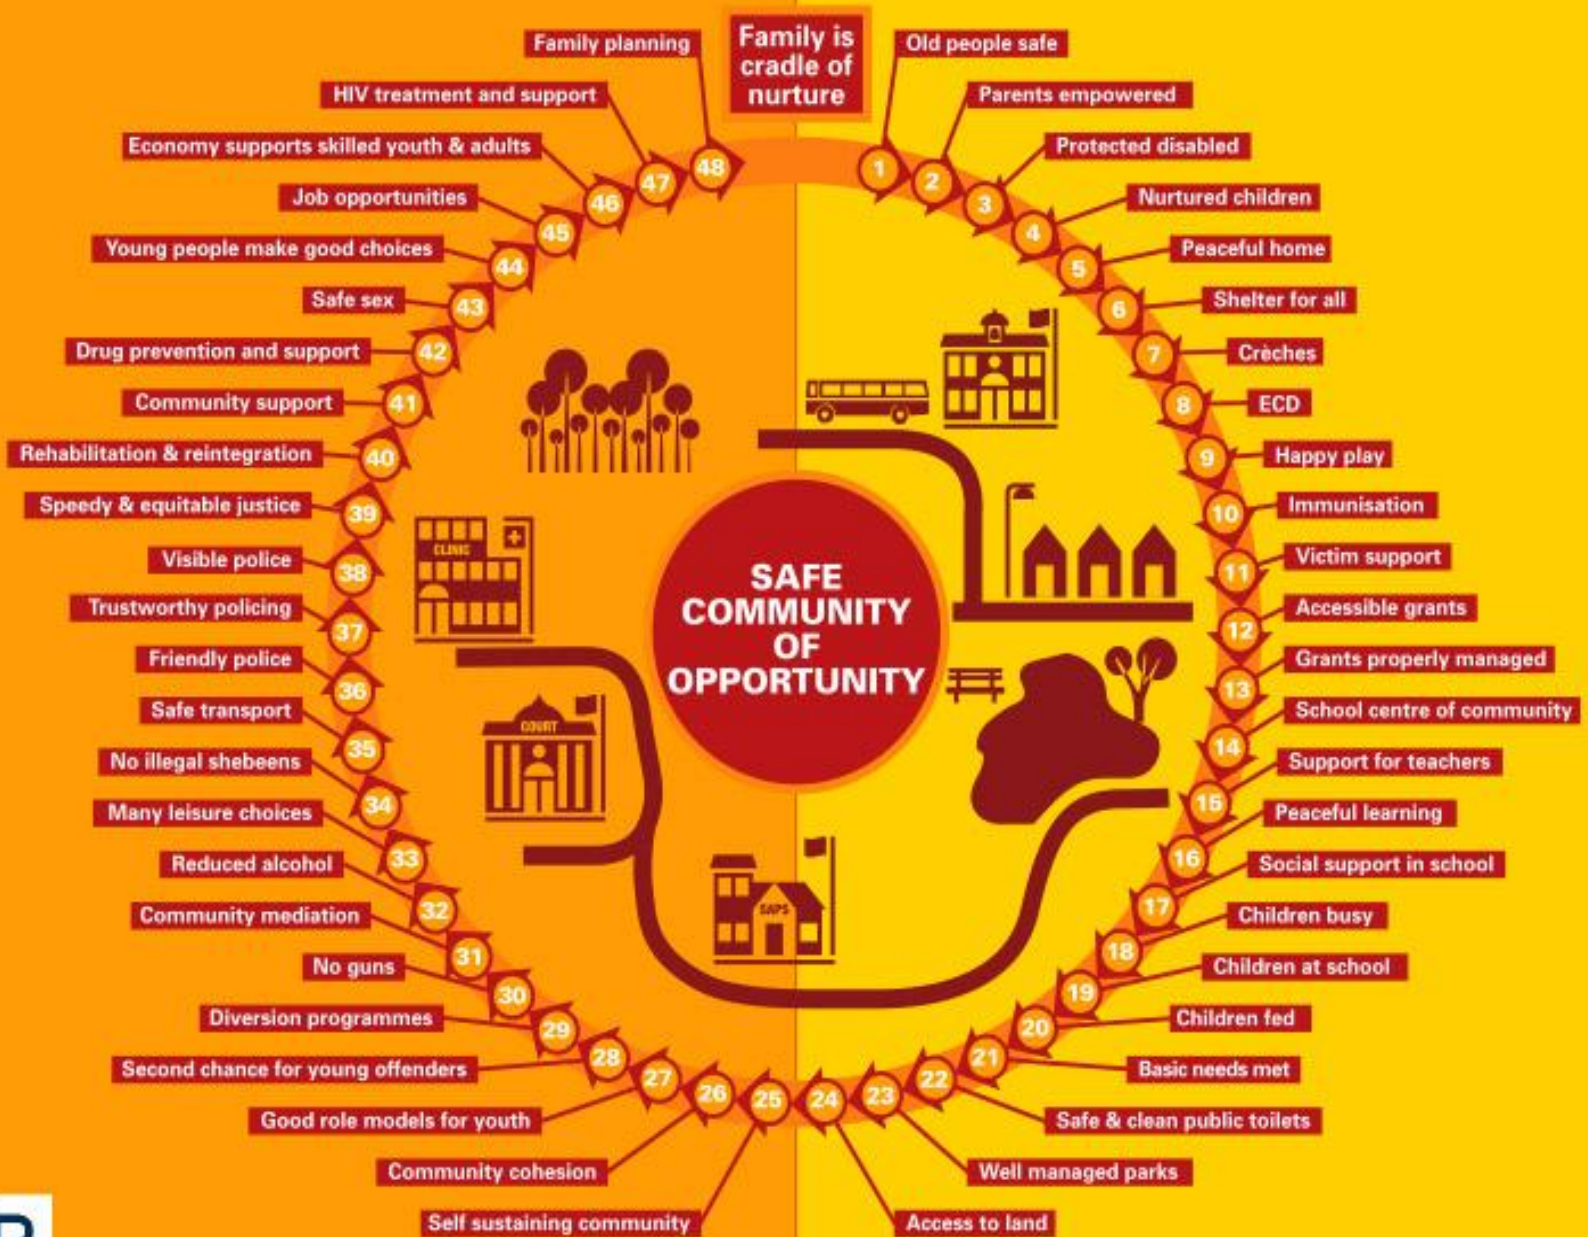 Family is
cradle of
nurture
1
Old people safe
2
Parents empowered
3
Protected disabled
4
Nurtured children
5
Peaceful home
6
Shelter for all
7
Crèches
8
ECD
9
Happy play
10
Immunisation
11
Victim support
12
Accessible grants
13
Grants properly managed
14
School centre of community
15
Support for teachers
16
Peaceful learning
17
Social support in school
18
Children busy
19
Children at school
20
Children fed
21
Basic needs met
22
Safe & clean public toilets
23
Well managed parks
24
Access to land
25
Self sustaining community
26
Community cohesion
27
Good role models for youth
28
Second chance for young offenders
29
Diversion programmes
30
No guns
31
Community mediation
32
Reduced alcohol
33
Many leisure choices
34
No illegal shebeens
35
Safe transport
36
Friendly police
37
Trustworthy policing
38
Visible police
39
Speedy & equitable justice
40
Rehabilitation & reintegration
41
Community support
42
Drug prevention and support
43
Safe sex
44
Young people make good choices
45
Job opportunities
46
Economy supports skilled youth & adults
47
HIV treatment and support
48
Family planning
SAFE
COMMUNITY
OF
OPPORTUNITY
CLINIC
COURT
SAPS